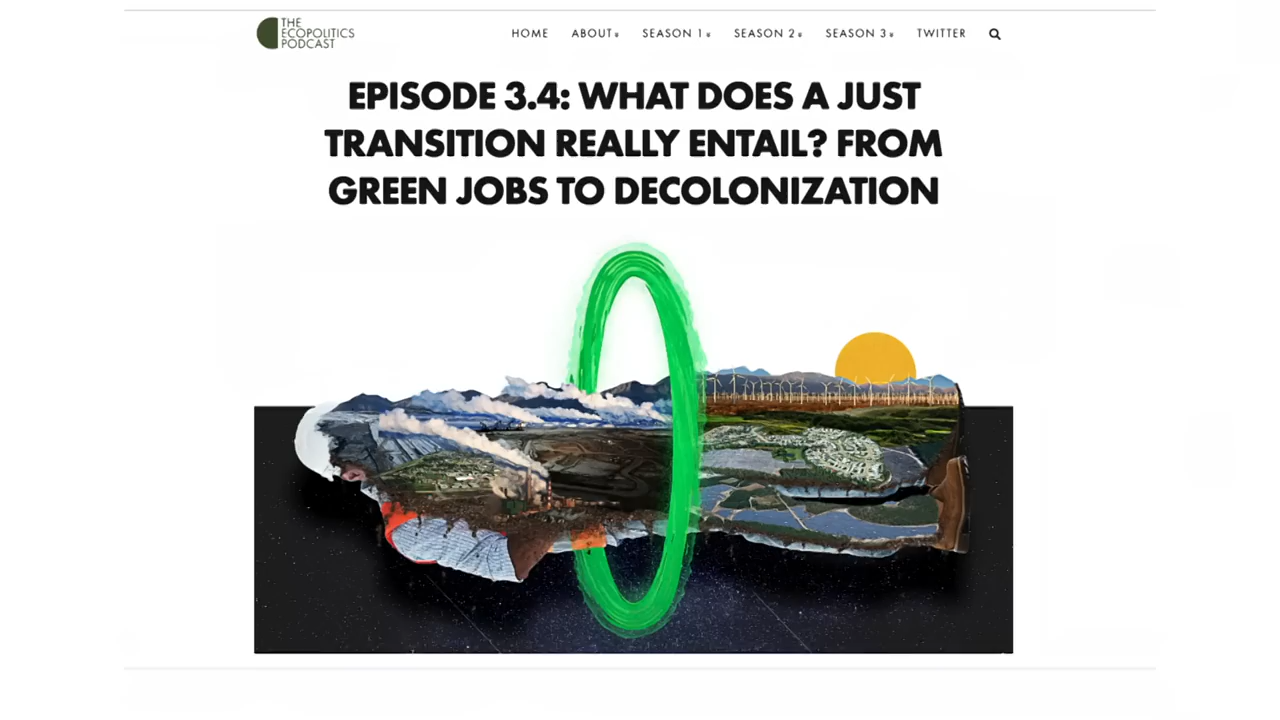 THE
ECOPOLITICS
PODCAST
HOME ABOUT SEASON 1 SEASON 2 SEASON 3 TWITTER
EPISODE 3.4: WHAT DOES A JUST
TRANSITION REALLY ENTAIL? FROM
GREEN JOBS TO DECOLONIZATION